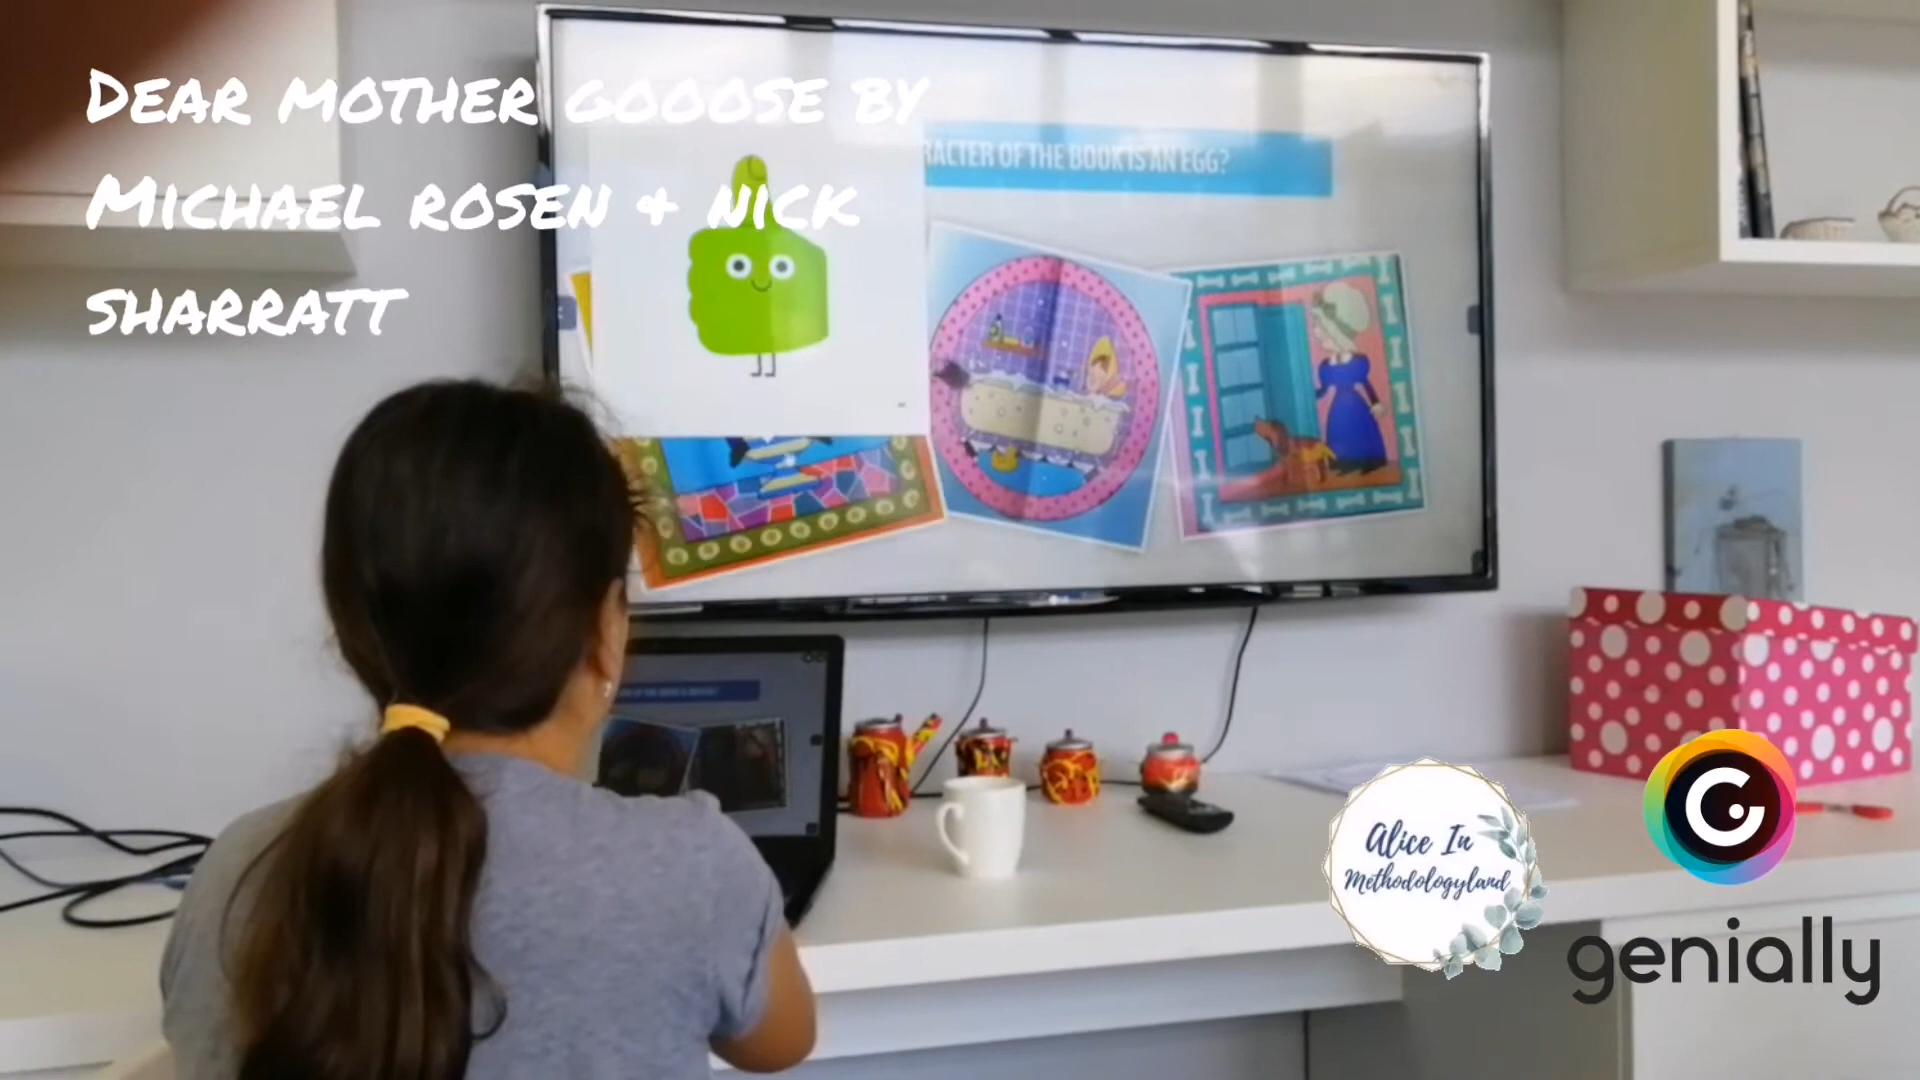 DEAR MOTHER GOOOSE BY
MICHAEL ROSEN & NICK
SHARRATT
RACTER OF THE BOOK IS AN EGG?
Alice In
Methodologyland
genially